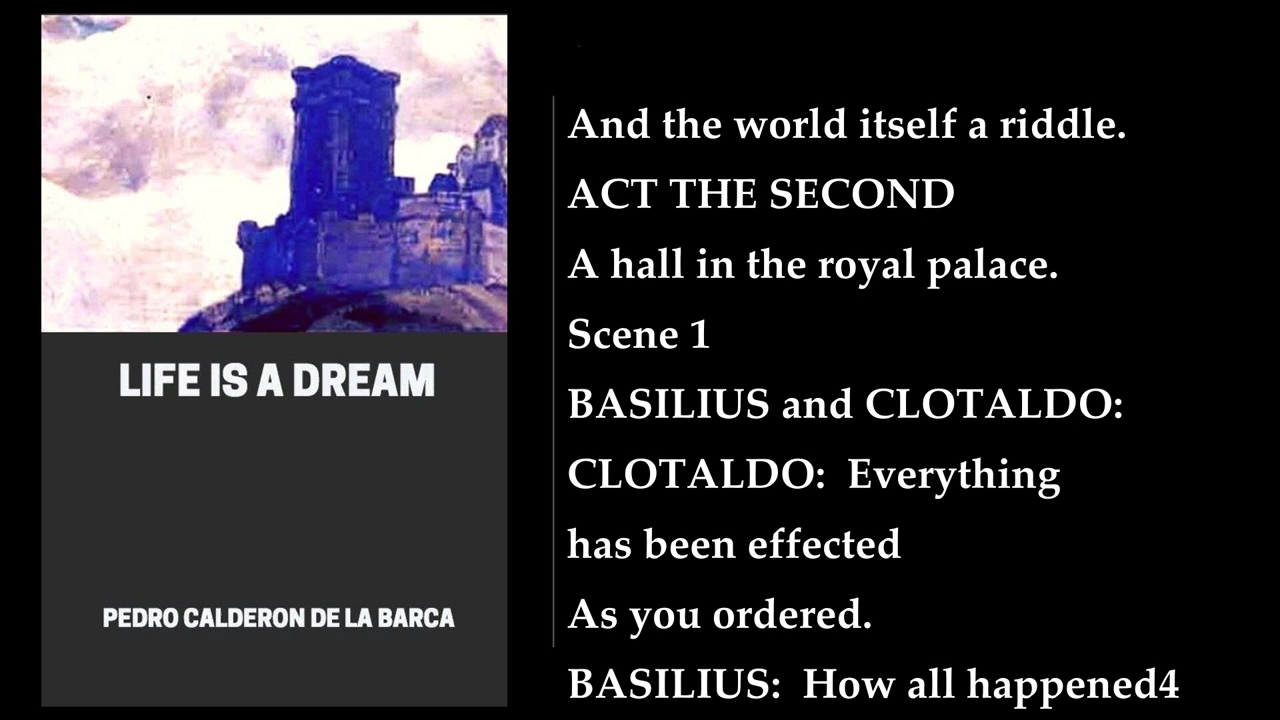 LIFE IS A DREAM
PEDRO CALDERON DE LA BARCA
And the world itself a riddle.
ACT THE SECOND
A hall in the royal palace.
Scene 1
BASILIUS and CLOTALDO:
CLOTALDO:  Everything
has been effected
As you ordered.
BASILIUS:  How all happened4